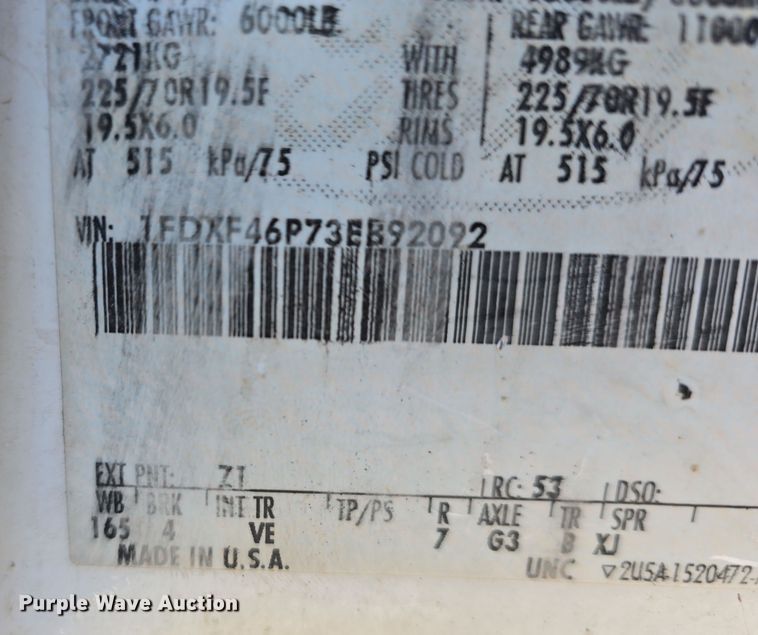 FRONT GAWR: 6000LB REAR GAWR: 11000
2721KG WITH 4989KG
225/70R19.5F TIRES 225/70R19.5F
19.5X6.0 RIMS 19.5X6.0
AT 515 kPa/75 PSI COLD AT 515 kPa/75
VIN: 1FDXF46P73EB92092
EXT PNT: Z1 RC: 53 DSO:
WB BRK INT TR TP/PS R AXLE TR SPR
165 4 VE 7 G3 B XJ
MADE IN U.S.A. UNC ▽2USA1520472-
Purple Wave Auction